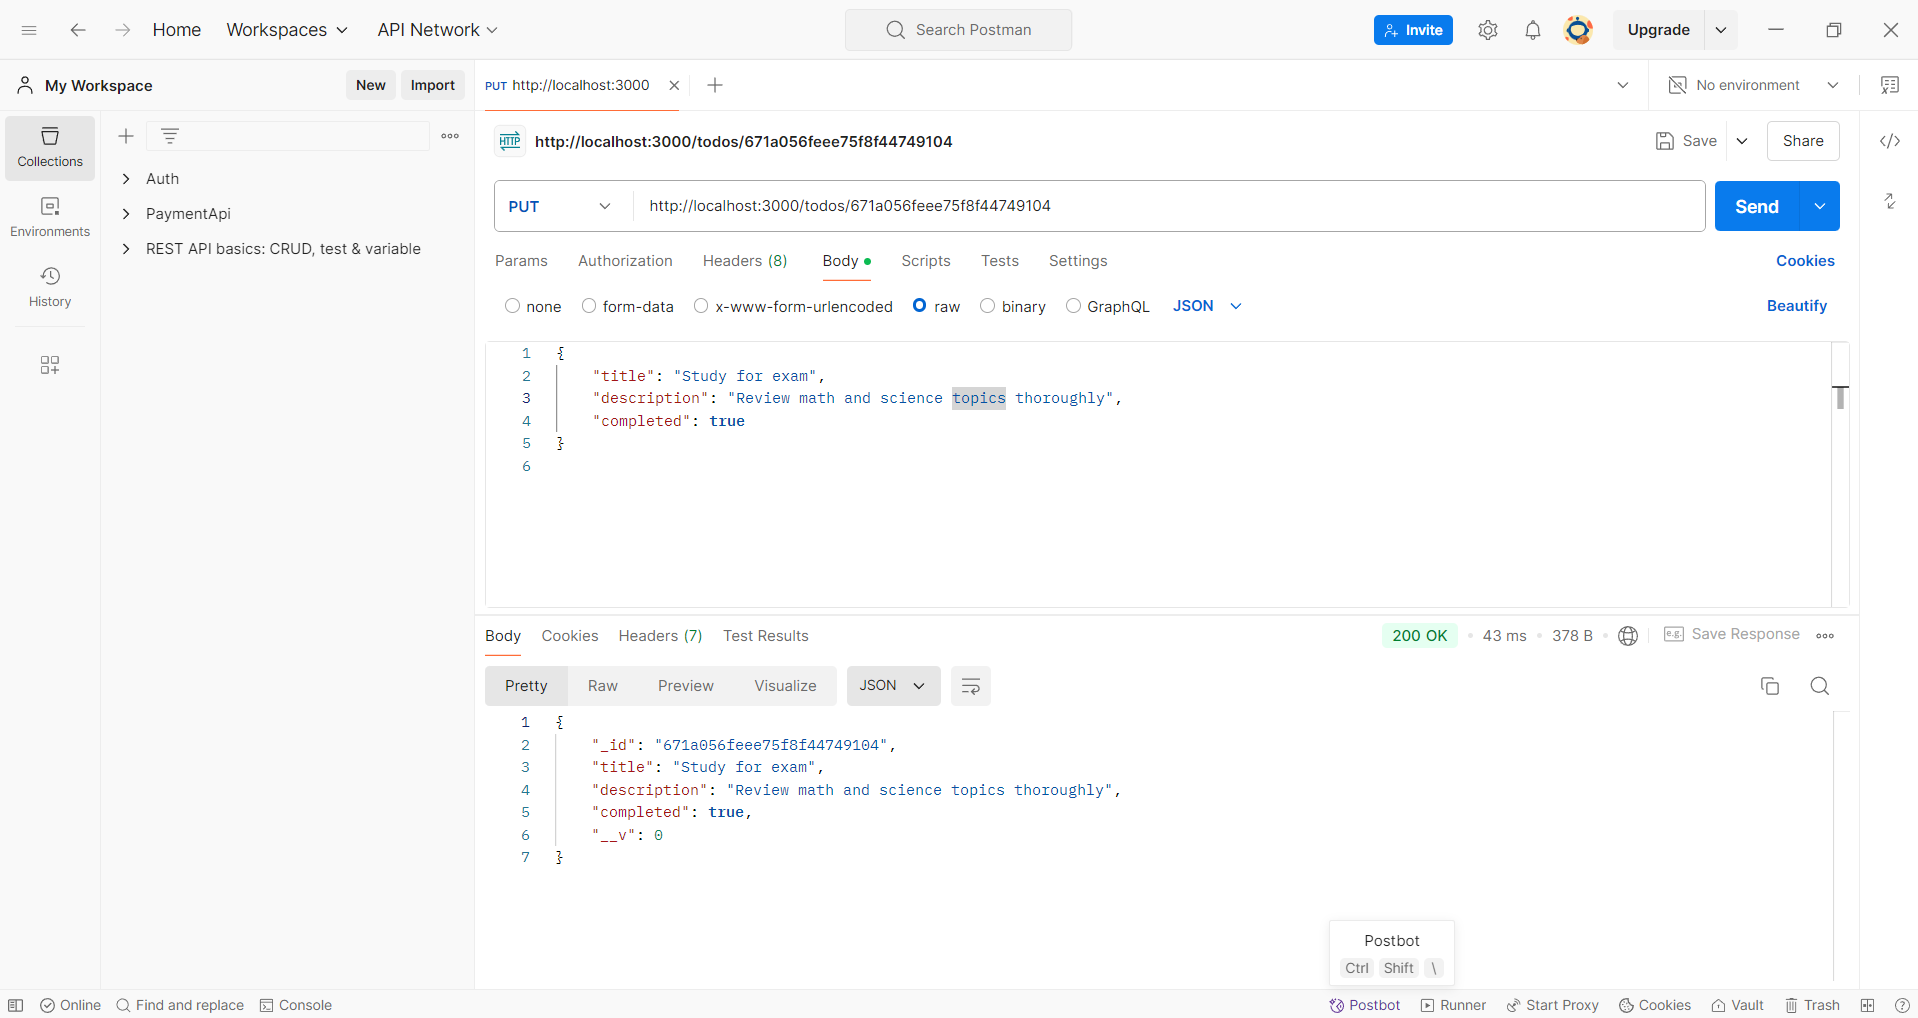 Home Workspaces API Network Search Postman Invite Upgrade
My Workspace New Import PUT http://localhost:3000 No environment
Collections
Environments
History
Auth
PaymentApi
REST API basics: CRUD, test & variable
HTTP http://localhost:3000/todos/671a056feee75f8f44749104 Save Share
PUT http://localhost:3000/todos/671a056feee75f8f44749104 Send
Params Authorization Headers (8) Body Scripts Tests Settings Cookies
none form-data x-www-form-urlencoded raw binary GraphQL JSON Beautify
1 {
2 "title": "Study for exam",
3 "description": "Review math and science topics thoroughly",
4 "completed": true
5 }
6
Body Cookies Headers (7) Test Results 200 OK 43 ms 378 B e.g. Save Response
Pretty Raw Preview Visualize JSON
1 {
2 "_id": "671a056feee75f8f44749104",
3 "title": "Study for exam",
4 "description": "Review math and science topics thoroughly",
5 "completed": true,
6 "__v": 0
7 }
Postbot
Ctrl Shift \
Online Find and replace Console Postbot Runner Start Proxy Cookies Vault Trash